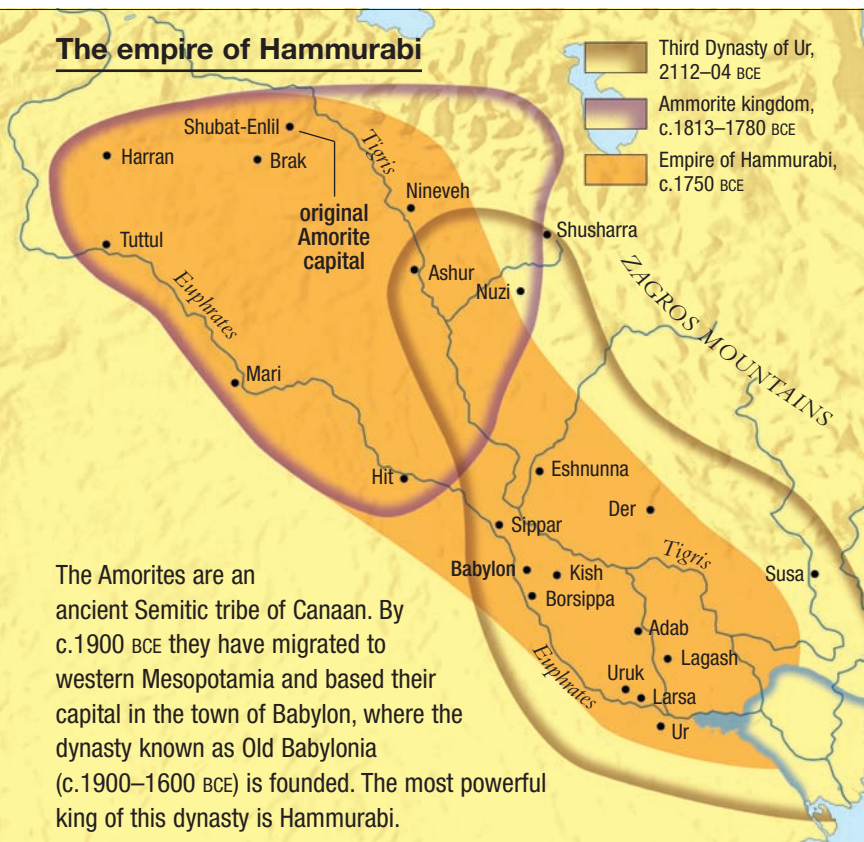 The empire of Hammurabi
Third Dynasty of Ur,
2112–04 BCE
Ammorite kingdom,
c.1813–1780 BCE
Empire of Hammurabi,
c.1750 BCE
Shubat-Enlil
Harran
Brak
Tigris
Nineveh
original
Amorite
capital
Shusharra
Tuttul
Ashur
Nuzi
ZAGROS MOUNTAINS
Euphrates
Mari
Hit
Eshnunna
Der
Sippar
Tigris
Babylon
Kish
Susa
Borsippa
Adab
Lagash
Euphrates
Uruk
Larsa
Ur
The Amorites are an
ancient Semitic tribe of Canaan. By
c.1900 BCE they have migrated to
western Mesopotamia and based their
capital in the town of Babylon, where the
dynasty known as Old Babylonia
(c.1900–1600 BCE) is founded. The most powerful
king of this dynasty is Hammurabi.